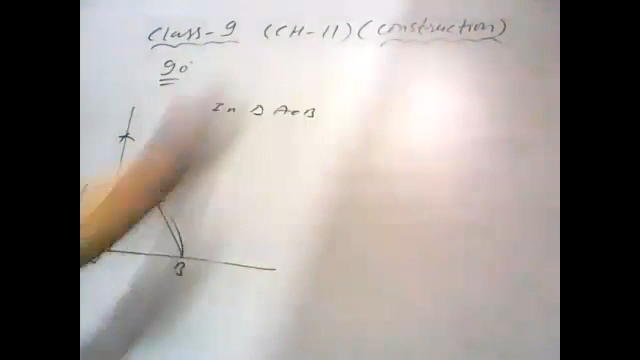 Class-9 (CH-11) (Construction)
90°
In Δ AOB
B